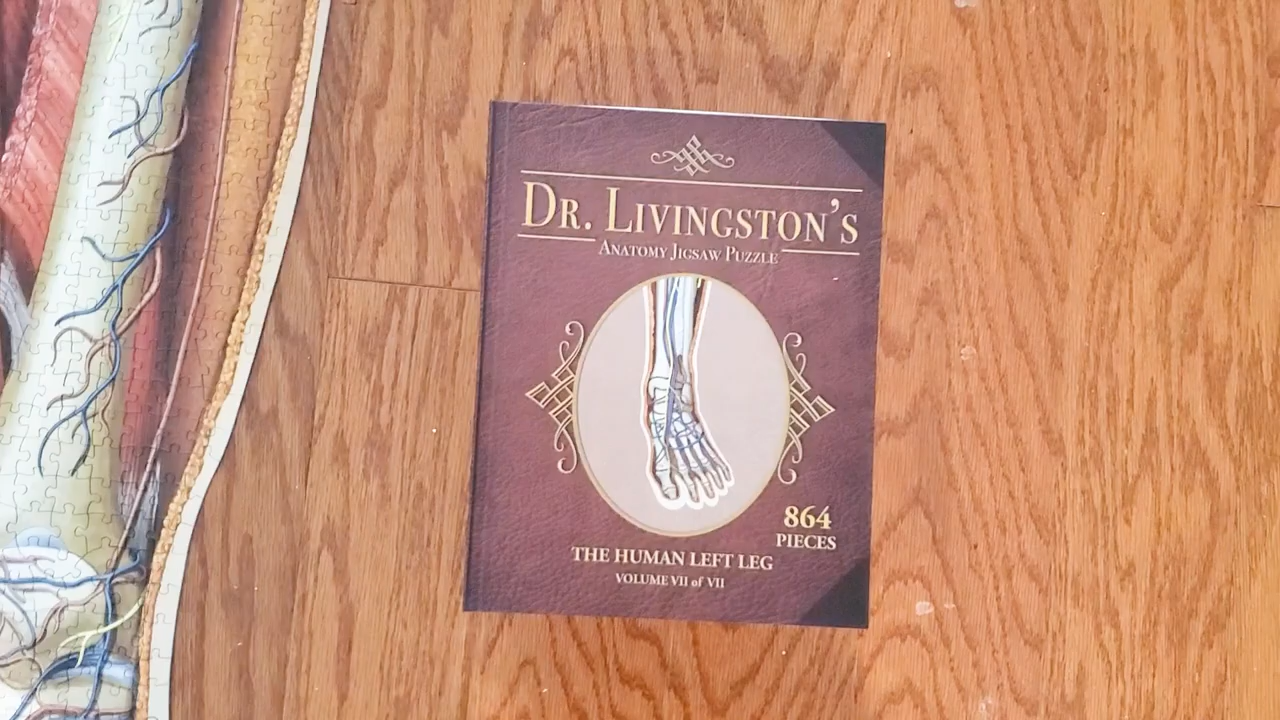 DR. LIVINGSTON'S
ANATOMY JIGSAW PUZZLE
864
PIECES
THE HUMAN LEFT LEG
VOLUME VII of VII